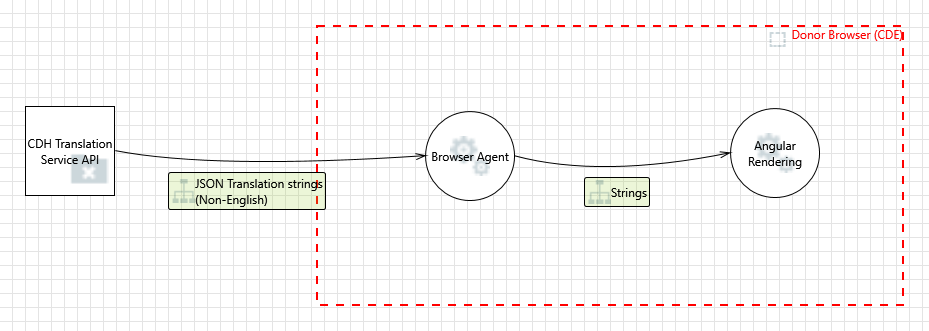 Donor Browser (CDE)
CDH Translation
Service API
JSON Translation strings
(Non-English)
Browser Agent
Strings
Angular
Rendering